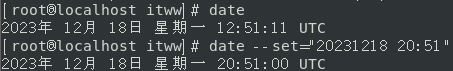 [root@localhost itww]# date
2023年 12月 18日 星期一 12:51:11 UTC
[root@localhost itww]# date --set="20231218 20:51"
2023年 12月 18日 星期一 20:51:00 UTC